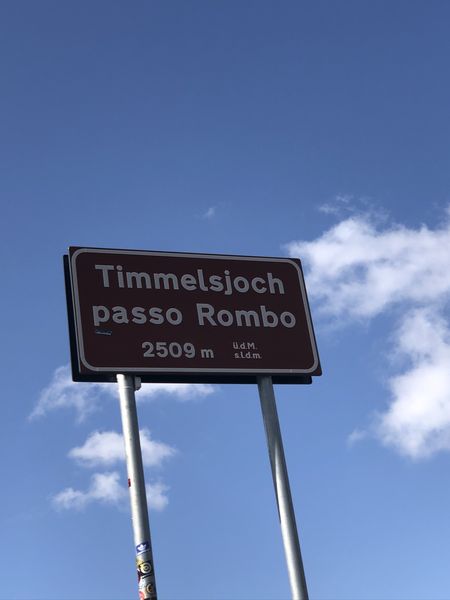 Timmelsjoch
passo Rombo
2509 m
ü.d.M.
s.l.d.m.